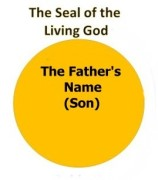 The Seal of the
Living God
The Father's
Name
(Son)